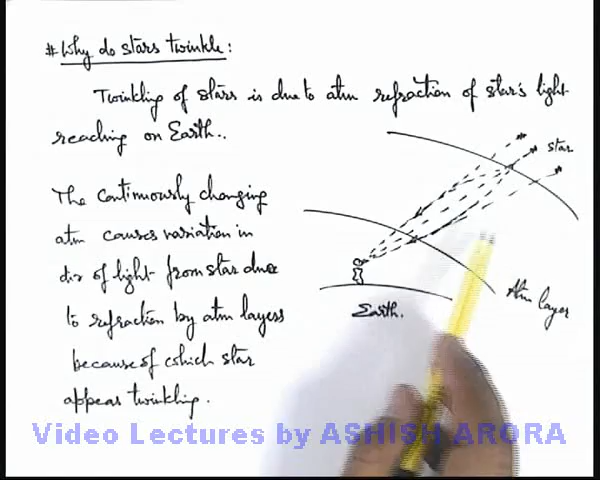 # Why do stars twinkle:
Twinkling of stars is due to atm refraction of star's light
reaching on Earth..
star
The continuously changing
atm causes variation in
dir of light from star due
to refraction by atm layers
because of which star
appears twinkling.
Atm layer
Earth.
Video Lectures by ASHISH ARORA